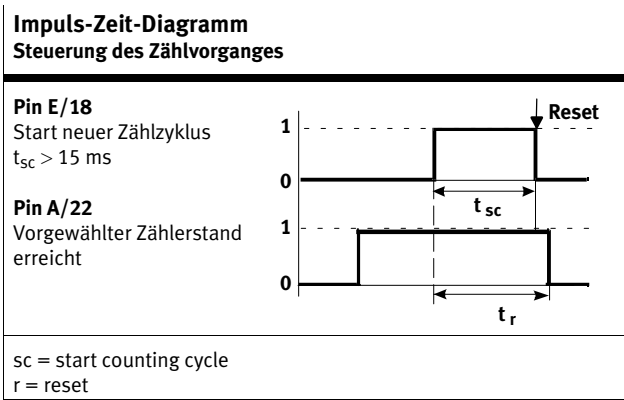 Impuls-Zeit-Diagramm
Steuerung des Zählvorganges
Pin E/18
Start neuer Zählzyklus
tsc > 15 ms
Pin A/22
Vorgewählter Zählerstand
erreicht
1
0
Reset
t sc
1
0
t r
sc = start counting cycle
r = reset